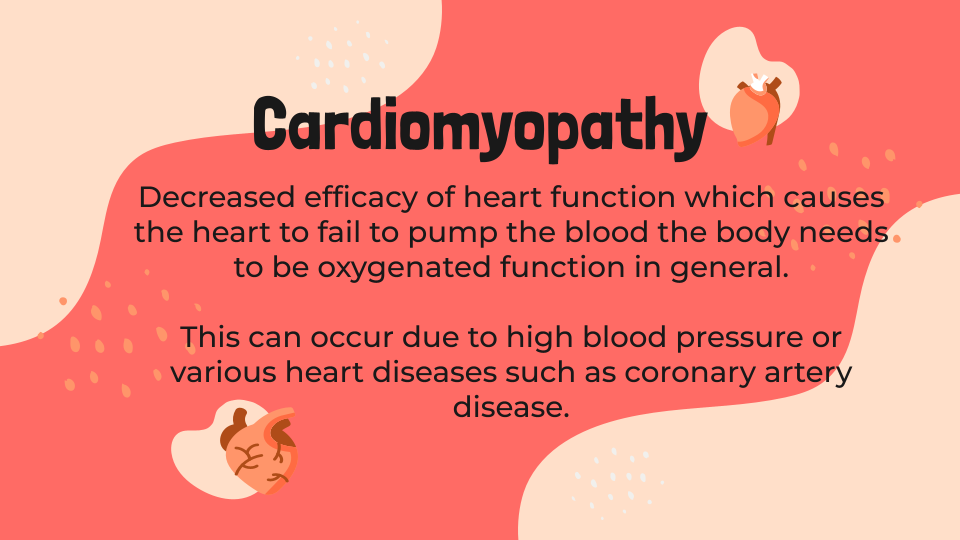 Cardiomyopathy
Decreased efficacy of heart function which causes
the heart to fail to pump the blood the body needs
to be oxygenated function in general.
This can occur due to high blood pressure or
various heart diseases such as coronary artery
disease.